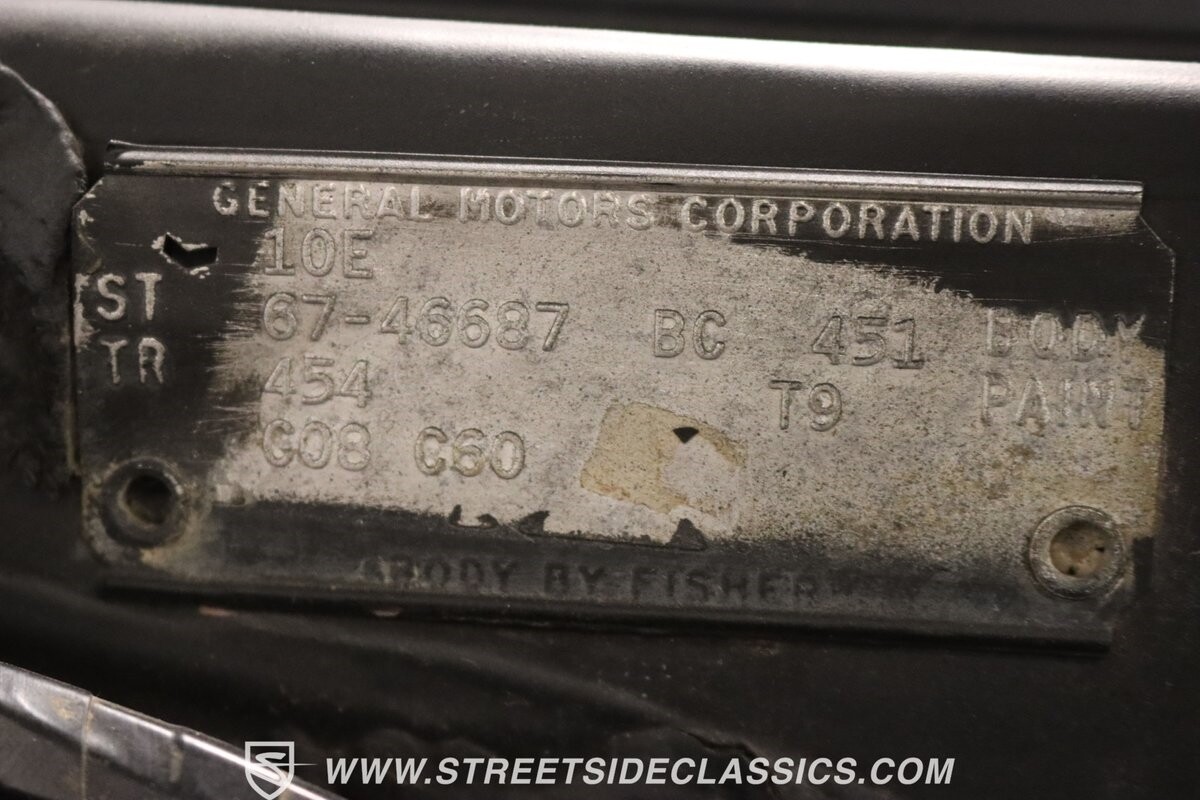 GENERAL MOTORS CORPORATION
10E
ST 67-46687 BC 451 BODY
TR 454 T9 PAINT
G08 C60
BODY BY FISHER
WWW.STREETSIDECLASSICS.COM